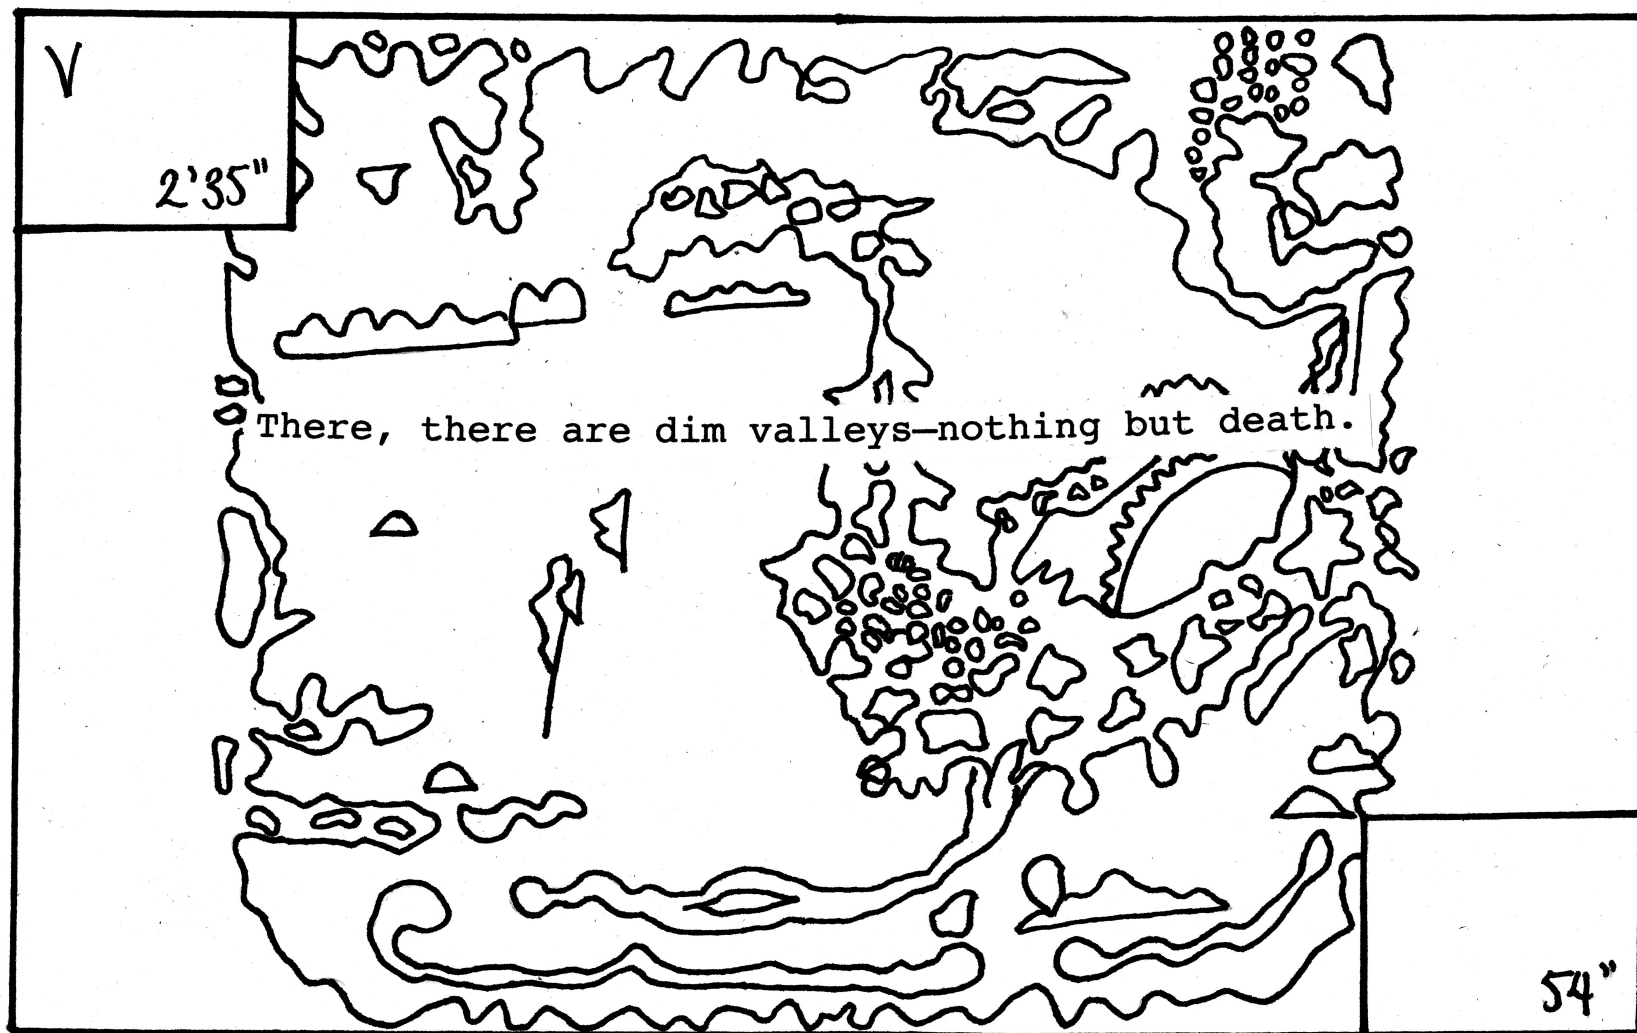 V
2'35"
There, there are dim valleys—nothing but death.
54"